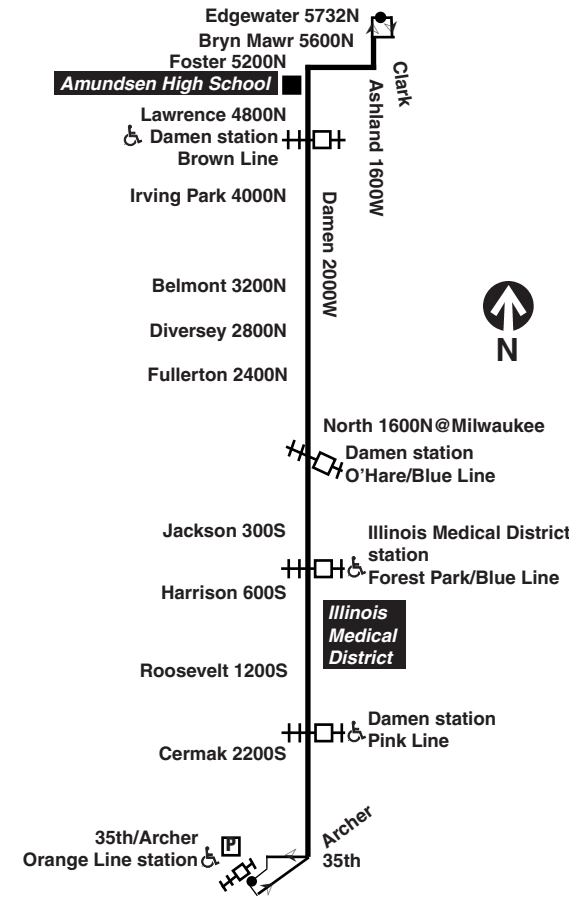 Edgewater 5732N
Bryn Mawr 5600N
Foster 5200N
Amundsen High School
Clark
Ashland 1600W
Lawrence 4800N
Damen station
Brown Line
Irving Park 4000N
Damen 2000W
Belmont 3200N
Diversey 2800N
Fullerton 2400N
N
North 1600N@Milwaukee
Damen station
O'Hare/Blue Line
Jackson 300S
Illinois Medical District
station
Forest Park/Blue Line
Harrison 600S
Illinois
Medical
District
Roosevelt 1200S
Damen station
Pink Line
Cermak 2200S
Archer
35th
35th/Archer
P
Orange Line station